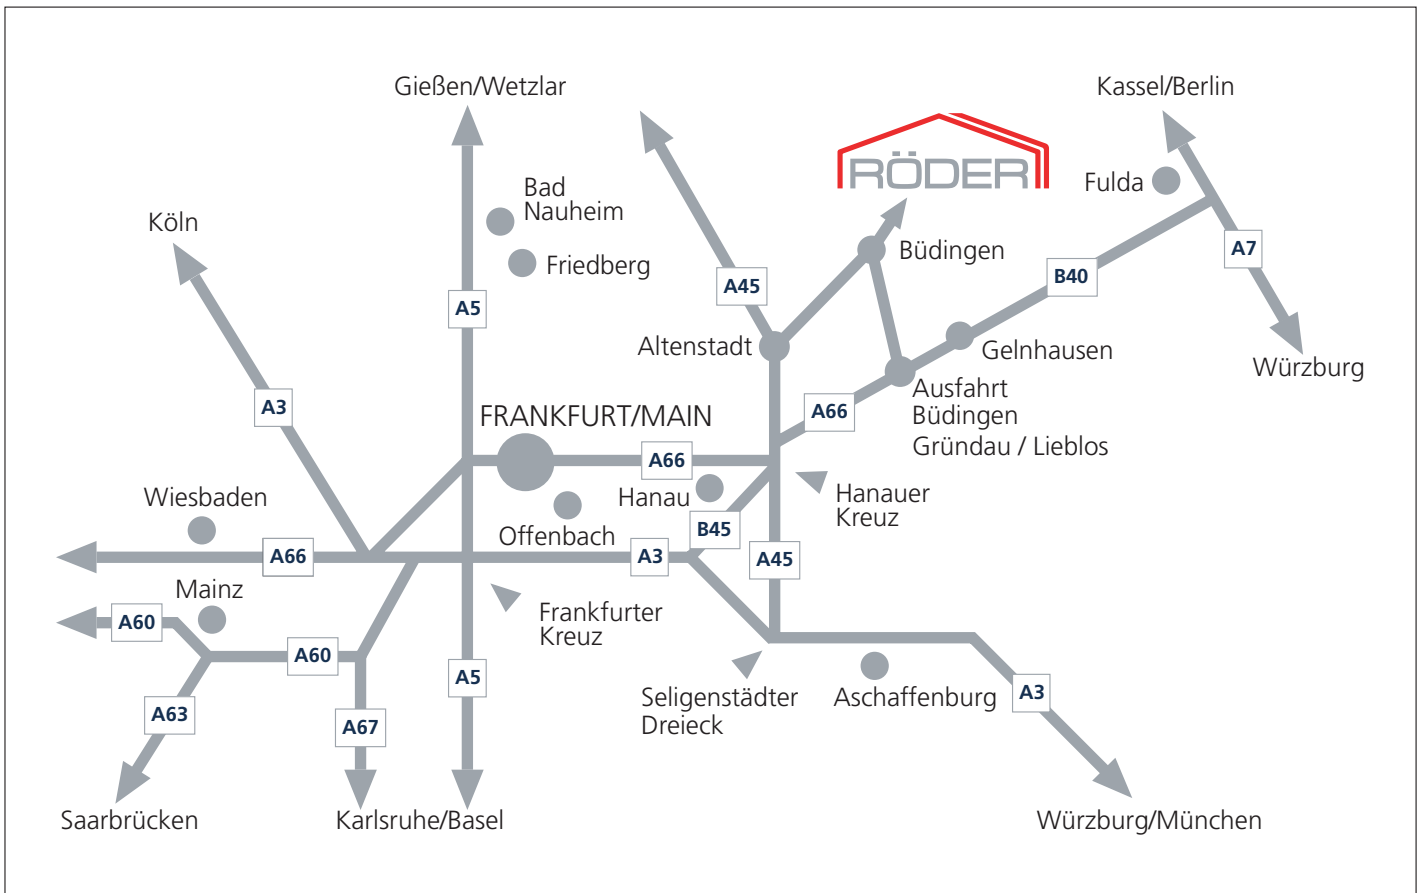 Gießen/Wetzlar
Kassel/Berlin
RÖDER
Fulda
Bad
Nauheim
Köln
Büdingen
A7
Friedberg
B40
A45
A5
Altenstadt
Gelnhausen
Würzburg
Ausfahrt
Büdingen
Gründau / Lieblos
A3
A66
FRANKFURT/MAIN
A66
Hanau
Hanauer
Kreuz
Wiesbaden
Offenbach
B45
A66
A3
A45
Mainz
Frankfurter
Kreuz
A60
A60
A5
Seligenstädter
Dreieck
Aschaffenburg
A3
A63
A67
Saarbrücken
Karlsruhe/Basel
Würzburg/München